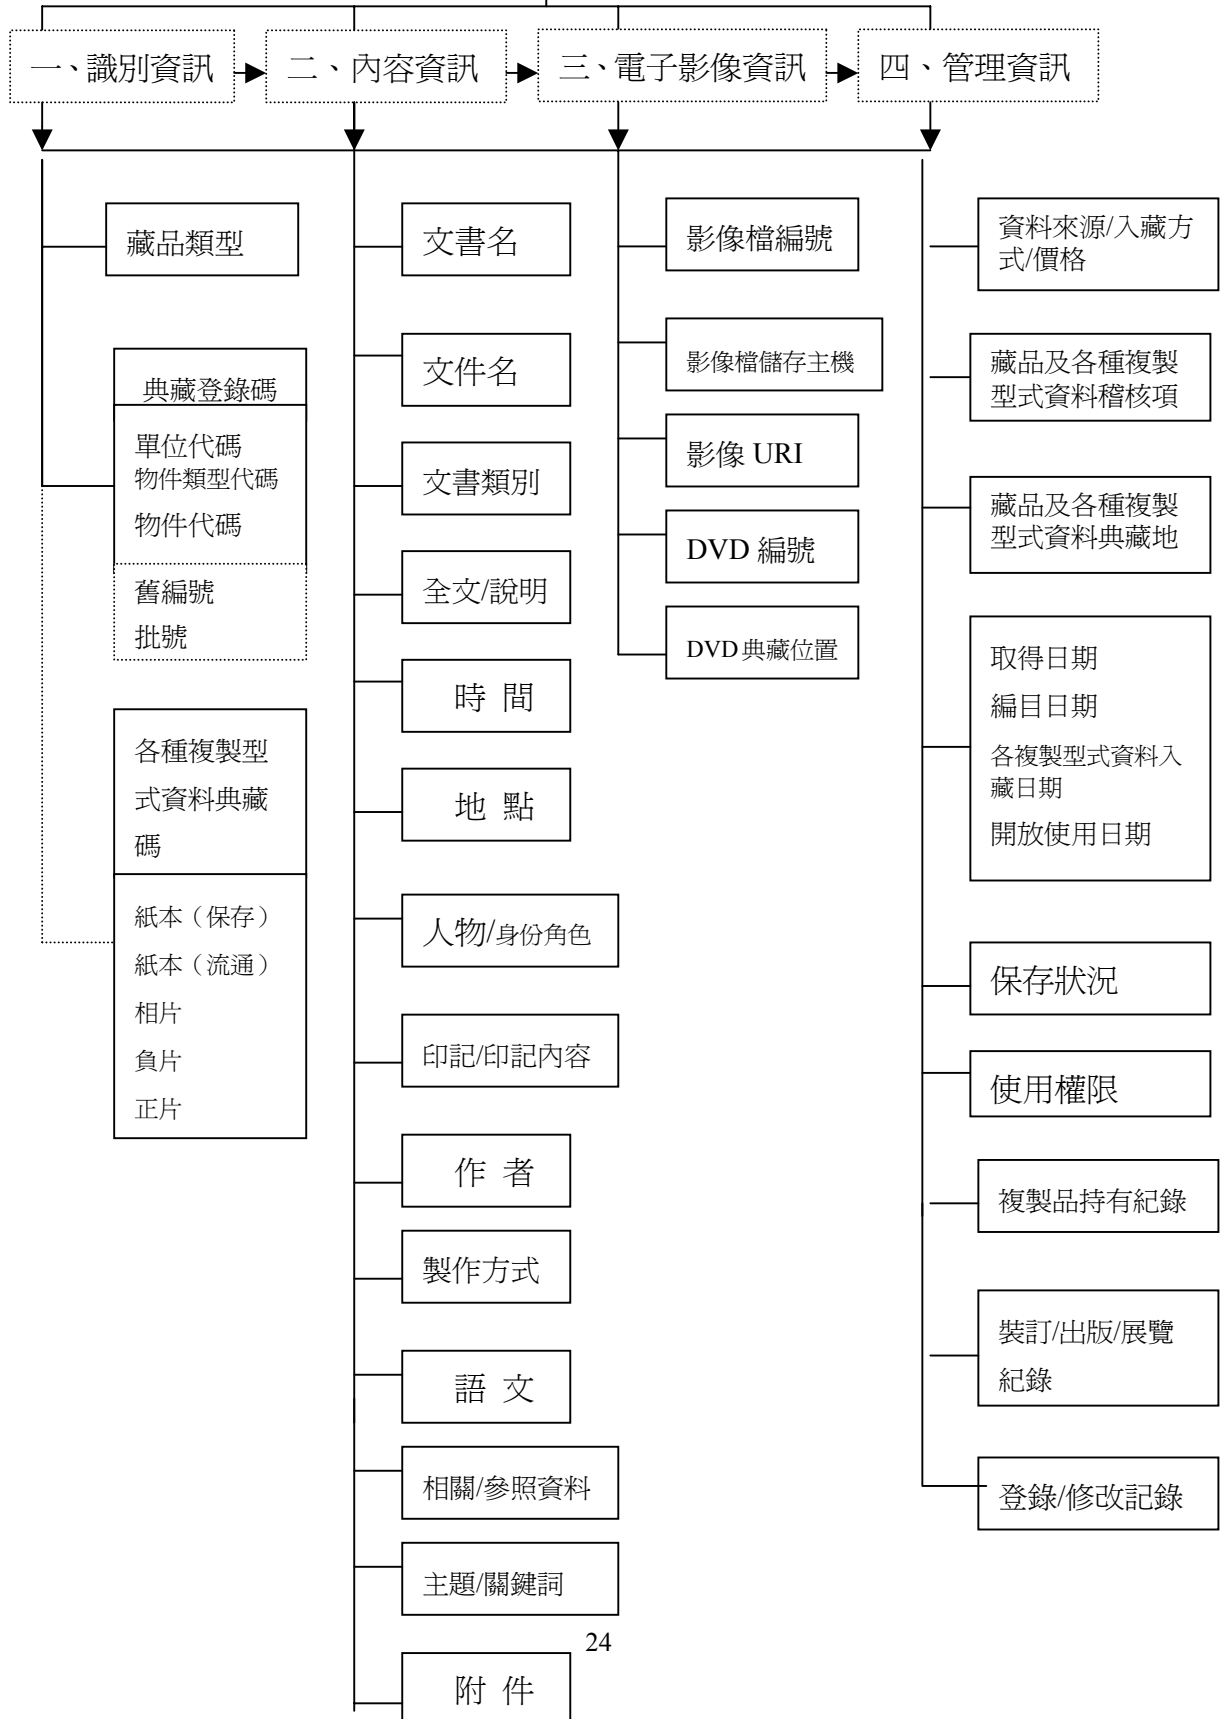 一、識別資訊
二、內容資訊
三、電子影像資訊
四、管理資訊
藏品類型
典藏登錄碼
單位代碼
物件類型代碼
物件代碼
舊編號
批號
各種複製型
式資料典藏
碼
紙本（保存）
紙本（流通）
相片
負片
正片
文書名
文件名
文書類別
全文/說明
時 間
地 點
人物/身份角色
印記/印記內容
作 者
製作方式
語 文
相關/參照資料
主題/關鍵詞
附 件
影像檔編號
影像檔儲存主機
影像 URI
DVD 編號
DVD 典藏位置
資料來源/入藏方
式/價格
藏品及各種複製
型式資料稽核項
藏品及各種複製
型式資料典藏地
取得日期
編目日期
各複製型式資料入
藏日期
開放使用日期
保存狀況
使用權限
複製品持有紀錄
裝訂/出版/展覽
紀錄
登錄/修改記錄
24